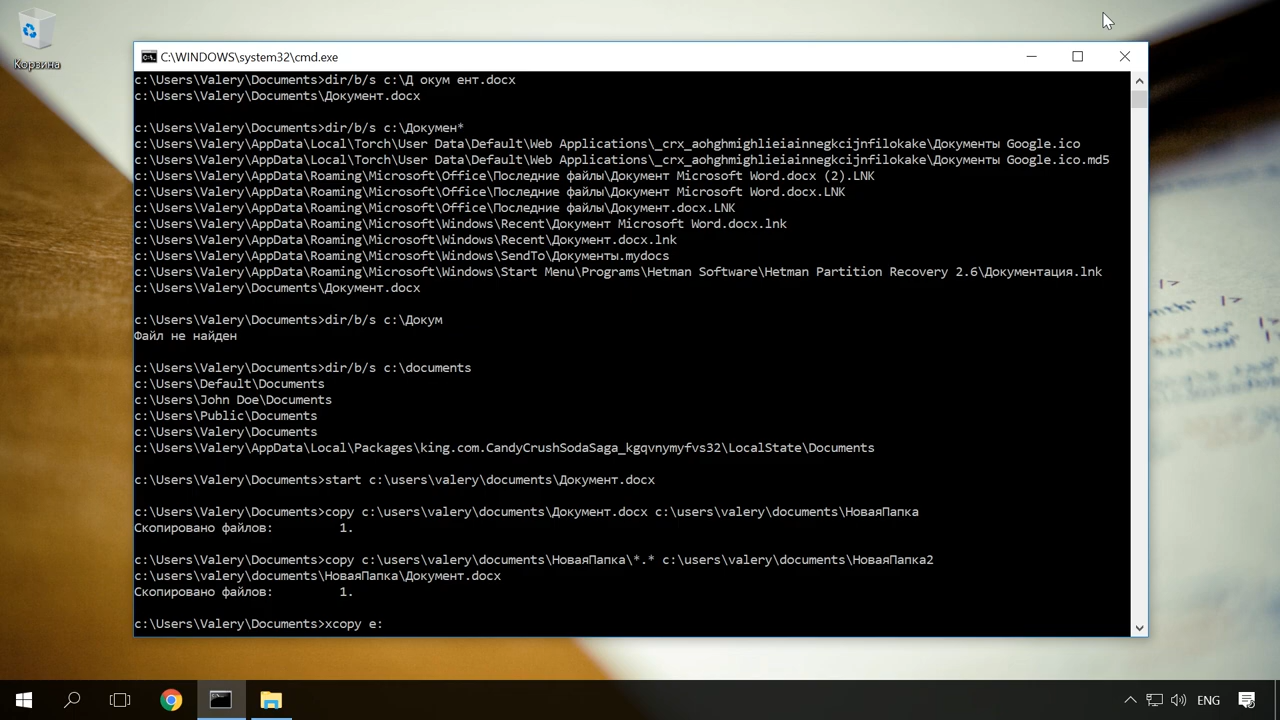 Корзина
C:\WINDOWS\system32\cmd.exe
c:\Users\Valery\Documents>dir/b/s c:\Д окум ент.docx
c:\Users\Valery\Documents\Документ.docx
c:\Users\Valery\Documents>dir/b/s c:\Докумен*
c:\Users\Valery\AppData\Local\Torch\User Data\Default\Web Applications\_crx_aohghmighlieiainnegkcijnfilokake\Документы Google.ico
c:\Users\Valery\AppData\Local\Torch\User Data\Default\Web Applications\_crx_aohghmighlieiainnegkcijnfilokake\Документы Google.ico.md5
c:\Users\Valery\AppData\Roaming\Microsoft\Office\Последние файлы\Документ Microsoft Word.docx (2).LNK
c:\Users\Valery\AppData\Roaming\Microsoft\Office\Последние файлы\Документ Microsoft Word.docx.LNK
c:\Users\Valery\AppData\Roaming\Microsoft\Office\Последние файлы\Документ.docx.LNK
c:\Users\Valery\AppData\Roaming\Microsoft\Windows\Recent\Документ Microsoft Word.docx.lnk
c:\Users\Valery\AppData\Roaming\Microsoft\Windows\Recent\Документ.docx.lnk
c:\Users\Valery\AppData\Roaming\Microsoft\Windows\SendTo\Документы.mydocs
c:\Users\Valery\AppData\Roaming\Microsoft\Windows\Start Menu\Programs\Hetman Software\Hetman Partition Recovery 2.6\Документация.lnk
c:\Users\Valery\Documents\Документ.docx
c:\Users\Valery\Documents>dir/b/s c:\Докум
Файл не найден
c:\Users\Valery\Documents>dir/b/s c:\documents
c:\Users\Default\Documents
c:\Users\John Doe\Documents
c:\Users\Public\Documents
c:\Users\Valery\Documents
c:\Users\Valery\AppData\Local\Packages\king.com.CandyCrushSodaSaga_kgqvnymyfvs32\LocalState\Documents
c:\Users\Valery\Documents>start c:\users\valery\documents\Документ.docx
c:\Users\Valery\Documents>copy c:\users\valery\documents\Документ.docx c:\users\valery\documents\НоваяПапка
Скопировано файлов:         1.
c:\Users\Valery\Documents>copy c:\users\valery\documents\НоваяПапка\*.* c:\users\valery\documents\НоваяПапка2
c:\users\valery\documents\НоваяПапка\Документ.docx
Скопировано файлов:         1.
c:\Users\Valery\Documents>xcopy e:
ENG